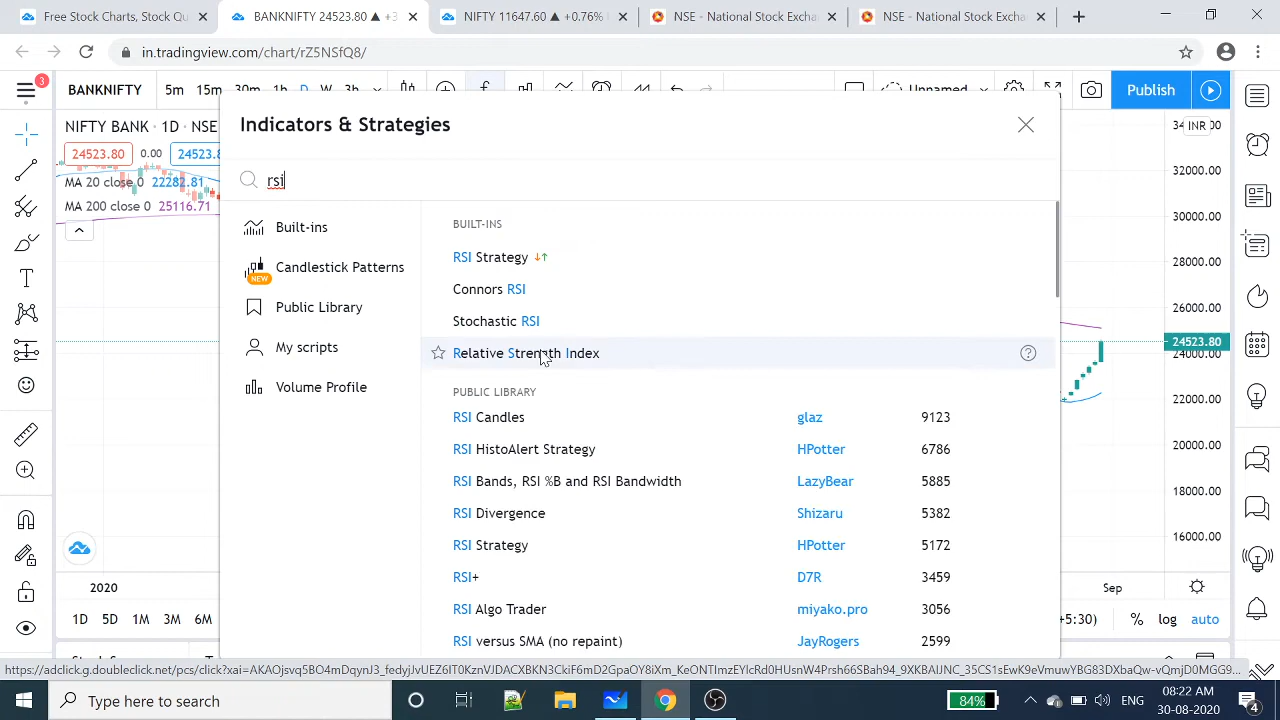 Free Stock Charts, Stock Qu
BANKNIFTY 24523.80 ▲ +3
NIFTY 11647.60 ▲ +0.76%
NSE - National Stock Excha
NSE - National Stock Excha
in.tradingview.com/chart/rZ5NSfQ8/
3
BANKNIFTY 5m 15m 30m 1h D W 3h Unnamed Publish
Indicators & Strategies
NIFTY BANK · 1D · NSE
INR
24523.80 0.00 24523.8
MA 20 close 0 22282.81
MA 200 close 0 25116.71
rsi
Built-ins
Candlestick Patterns
NEW
Public Library
My scripts
Volume Profile
BUILT-INS
RSI Strategy
Connors RSI
Stochastic RSI
Relative Strength Index
PUBLIC LIBRARY
RSI Candles glaz 9123
RSI HistoAlert Strategy HPotter 6786
RSI Bands, RSI %B and RSI Bandwidth LazyBear 5885
RSI Divergence Shizaru 5382
RSI Strategy HPotter 5172
RSI+ D7R 3459
RSI Algo Trader miyako.pro 3056
RSI versus SMA (no repaint) JayRogers 2599
32000.00
30000.00
28000.00
26000.00
24523.80
24000.00
22000.00
20000.00
18000.00
16000.00
2020 Sep
1D 5D 1M 3M 6M +5:30) % log auto
Type here to search
84%
ENG
08:22 AM
30-08-2020
4